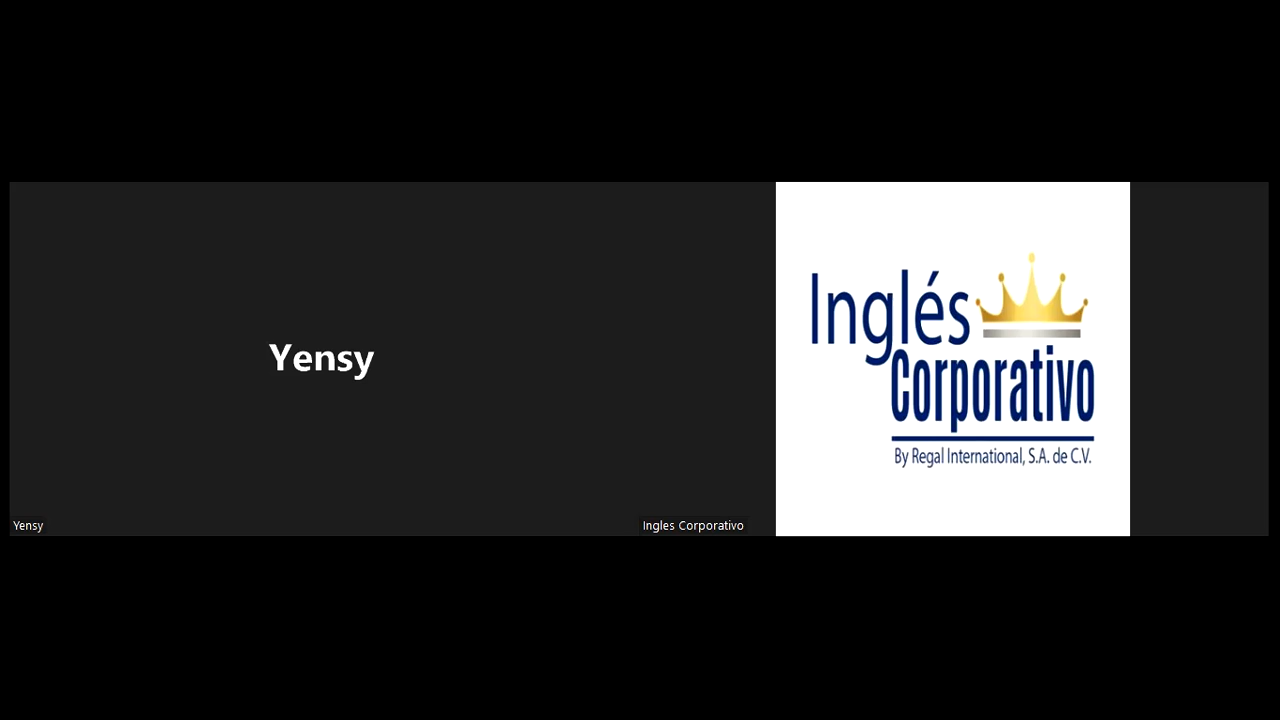 Yensy
Yensy
Ingles Corporativo
Inglés
Corporativo
By Regal International, S.A. de C.V.